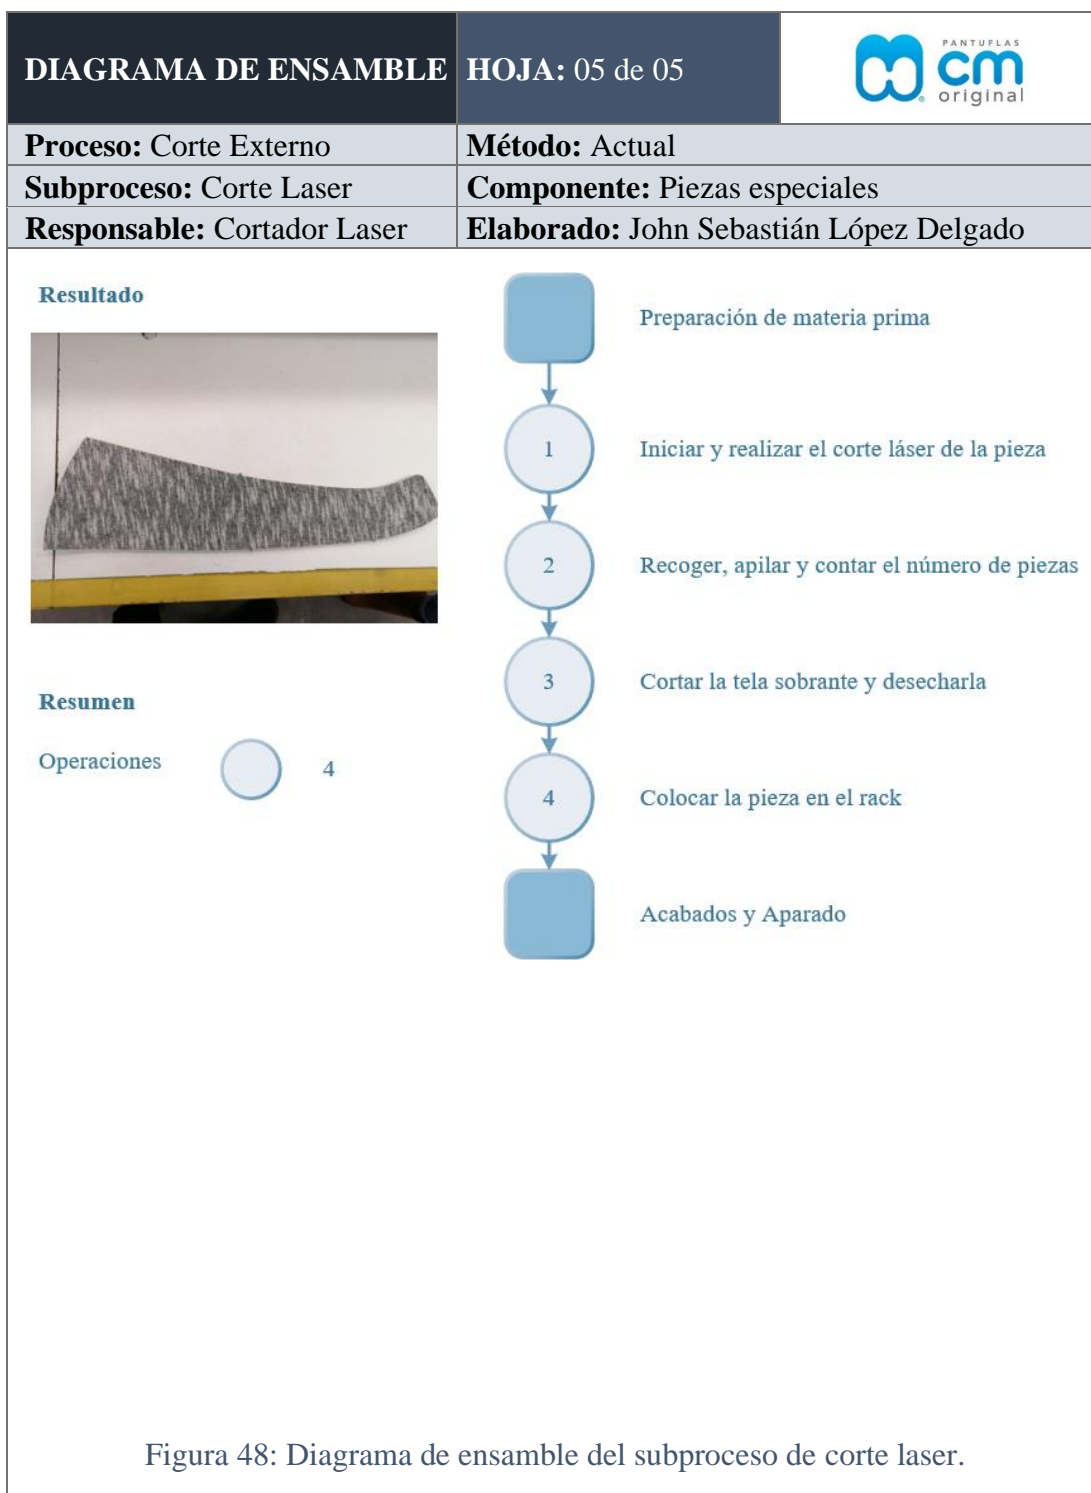 DIAGRAMA DE ENSAMBLE
HOJA: 05 de 05
PANTUFLAS
cm
original
®
Proceso: Corte Externo
Método: Actual
Subproceso: Corte Laser
Componente: Piezas especiales
Responsable: Cortador Laser
Elaborado: John Sebastián López Delgado
Resultado
Preparación de materia prima
1
Iniciar y realizar el corte láser de la pieza
2
Recoger, apilar y contar el número de piezas
3
Cortar la tela sobrante y desecharla
Resumen
Operaciones
4
4
Colocar la pieza en el rack
Acabados y Aparado
Figura 48: Diagrama de ensamble del subproceso de corte laser.